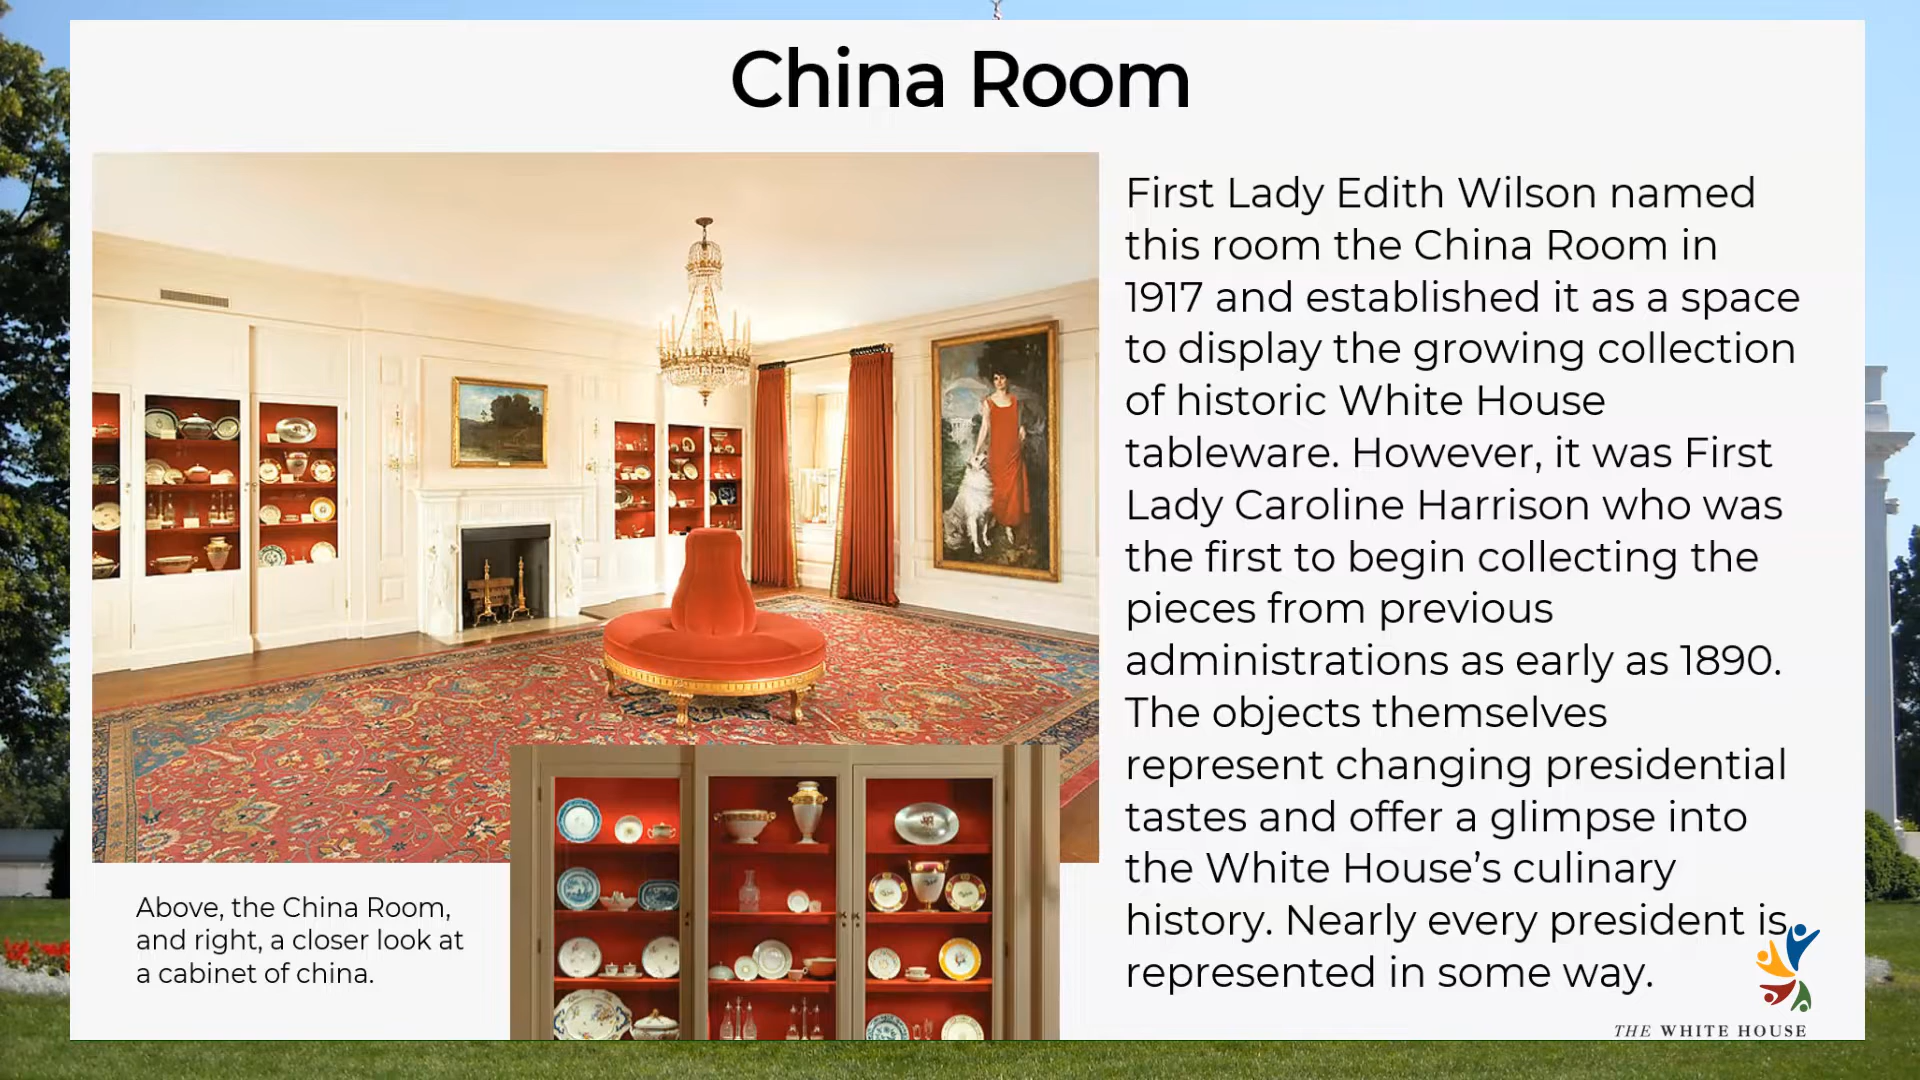 China Room
First Lady Edith Wilson named
this room the China Room in
1917 and established it as a space
to display the growing collection
of historic White House
tableware. However, it was First
Lady Caroline Harrison who was
the first to begin collecting the
pieces from previous
administrations as early as 1890.
The objects themselves
represent changing presidential
tastes and offer a glimpse into
the White House’s culinary
history. Nearly every president is
represented in some way.
Above, the China Room,
and right, a closer look at
a cabinet of china.
THE WHITE HOUSE